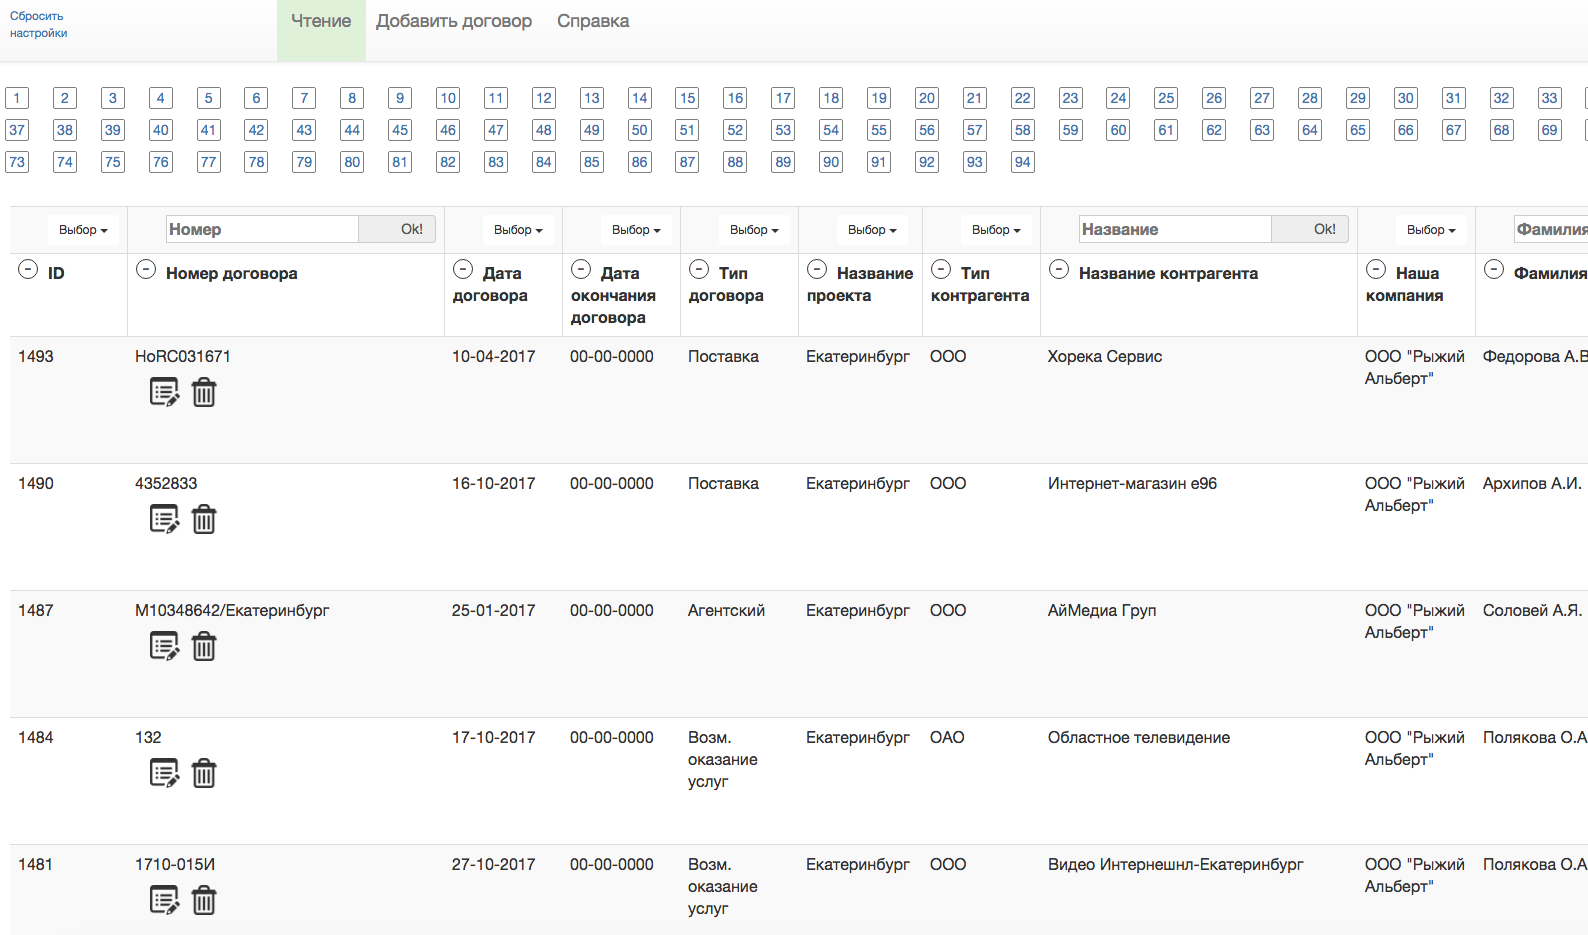 Сбросить
настройки
Чтение Добавить договор Справка
1 2 3 4 5 6 7 8 9 10 11 12 13 14 15 16 17 18 19 20 21 22 23 24 25 26 27 28 29 30 31 32 33
37 38 39 40 41 42 43 44 45 46 47 48 49 50 51 52 53 54 55 56 57 58 59 60 61 62 63 64 65 66 67 68 69
73 74 75 76 77 78 79 80 81 82 83 84 85 86 87 88 89 90 91 92 93 94
Выбор Номер Ok! Выбор Выбор Выбор Выбор Выбор Название Ok! Выбор Фамилия
ID Номер договора Дата Дата Тип Название Тип Название контрагента Наша Фамилия
договора окончания договора проекта контрагента компания
договора
1493 HoRC031671 10-04-2017 00-00-0000 Поставка Екатеринбург ООО Хорека Сервис ООО "Рыжий Федорова А.В
Альберт"
1490 4352833 16-10-2017 00-00-0000 Поставка Екатеринбург ООО Интернет-магазин е96 ООО "Рыжий Архипов А.И.
Альберт"
1487 М10348642/Екатеринбург 25-01-2017 00-00-0000 Агентский Екатеринбург ООО АйМедиа Груп ООО "Рыжий Соловей А.Я.
Альберт"
1484 132 17-10-2017 00-00-0000 Возм. Екатеринбург ОАО Областное телевидение ООО "Рыжий Полякова О.А
оказание Альберт"
услуг
1481 1710-015И 27-10-2017 00-00-0000 Возм. Екатеринбург ООО Видео Интернешнл-Екатеринбург ООО "Рыжий Полякова О.А
оказание Альберт"
услуг